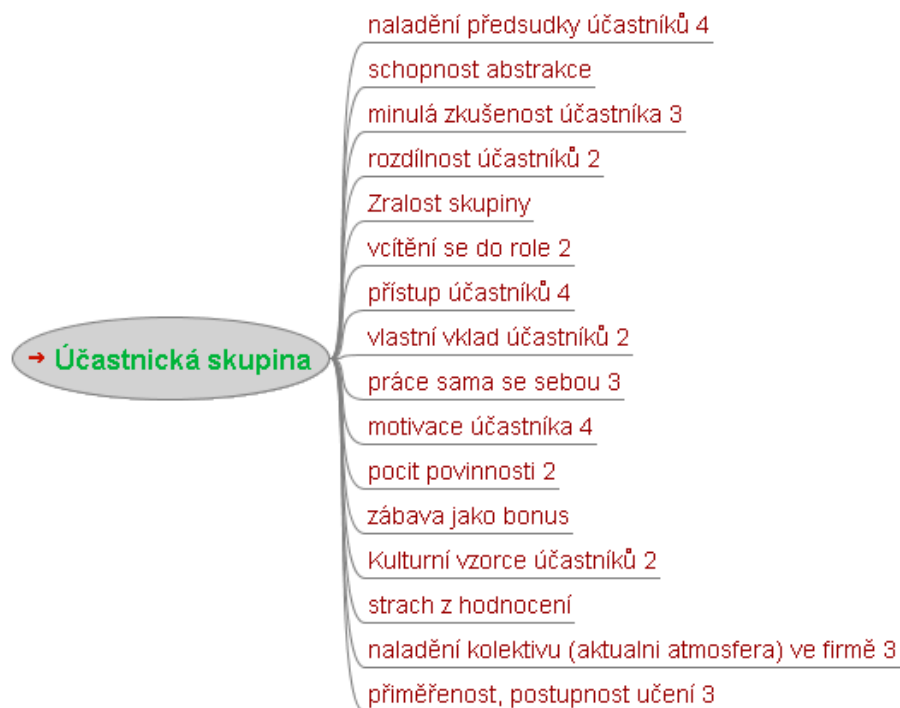 naladění předsudky účastníků 4
schopnost abstrakce
minulá zkušenost účastníka 3
rozdílnost účastníků 2
Zralost skupiny
vcítění se do role 2
přístup účastníků 4
vlastní vklad účastníků 2
Účastnická skupina
práce sama se sebou 3
motivace účastníka 4
pocit povinnosti 2
zábava jako bonus
Kulturní vzorce účastníků 2
strach z hodnocení
naladění kolektivu (aktualni atmosfera) ve firmě 3
přiměřenost, postupnost učení 3